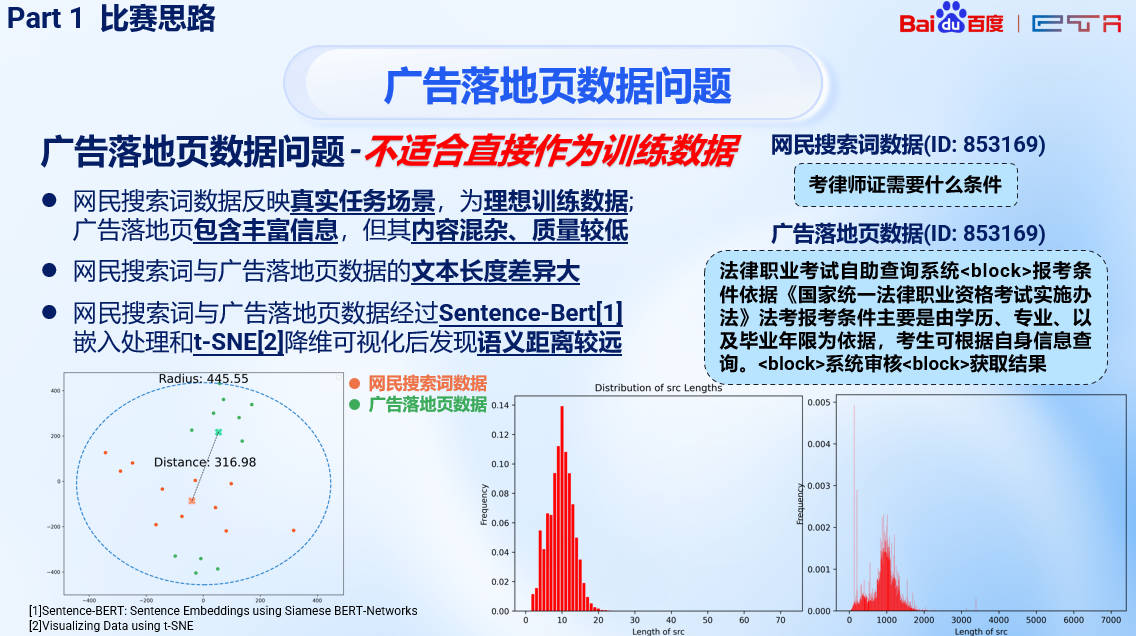 Part 1 比赛思路
Bai du 百度 | ETA
广告落地页数据问题
广告落地页数据问题-不适合直接作为训练数据
网民搜索词数据反映真实任务场景，为理想训练数据;
广告落地页包含丰富信息，但其内容混杂、质量较低
网民搜索词与广告落地页数据的文本长度差异大
网民搜索词与广告落地页数据经过Sentence-Bert[1]
嵌入处理和t-SNE[2]降维可视化后发现语义距离较远
网民搜索词数据(ID: 853169)
考律师证需要什么条件
广告落地页数据(ID: 853169)
法律职业考试自助查询系统<block>报考条
件依据《国家统一法律职业资格考试实施办
法》法考报考条件主要是由学历、专业、以
及毕业年限为依据，考生可根据自身信息查
询。<block>系统审核<block>获取结果
Radius: 445.55
Distance: 316.98
400
200
0
−200
−400
−400 −200 0 200 400
网民搜索词数据
广告落地页数据
Distribution of src Lengths
0.14
0.12
0.10
0.08
0.06
0.04
0.02
0.00
Frequency
0 10 20 30 40 50 60 70
Length of src
0.005
0.004
0.003
0.002
0.001
0.000
Frequency
0 1000 2000 3000 4000 5000 6000 7000
Length of src
[1]Sentence-BERT: Sentence Embeddings using Siamese BERT-Networks
[2]Visualizing Data using t-SNE